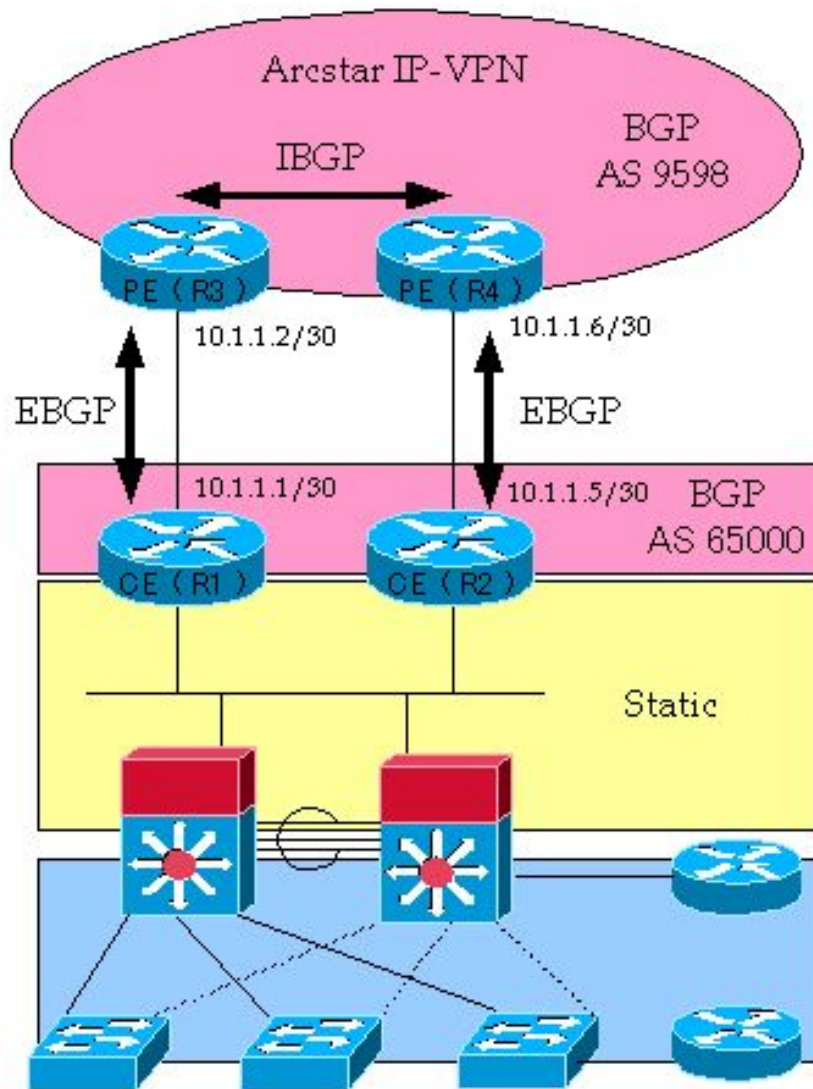 Arcstar IP-VPN
BGP
AS 9598
IBGP
PE（R3）
PE（R4）
10.1.1.2/30
10.1.1.6/30
EBGP
EBGP
10.1.1.1/30
10.1.1.5/30
BGP
AS 65000
CE（R1）
CE（R2）
Static